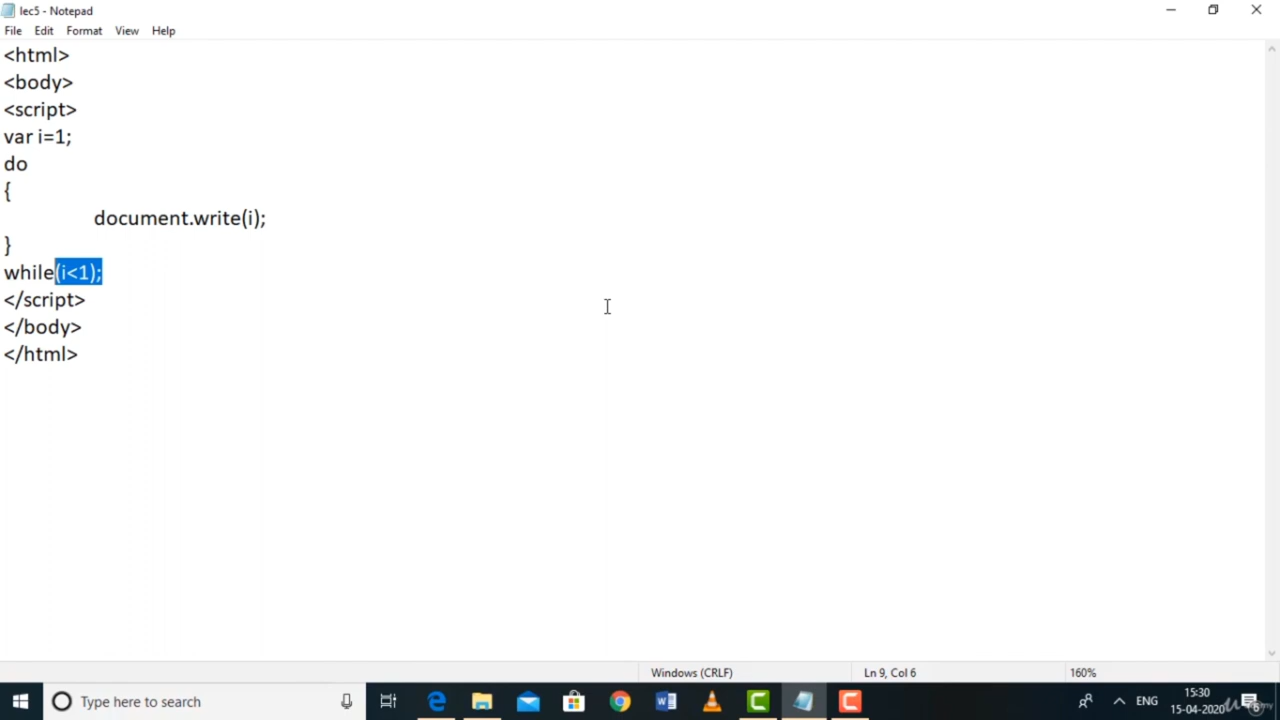 lec5 - Notepad
File Edit Format View Help
<html>
<body>
<script>
var i=1;
do
{
document.write(i);
}
while(i<1);
</script>
</body>
</html>
Windows (CRLF) Ln 9, Col 6 160%
Type here to search
ENG
15:30
15-04-2020